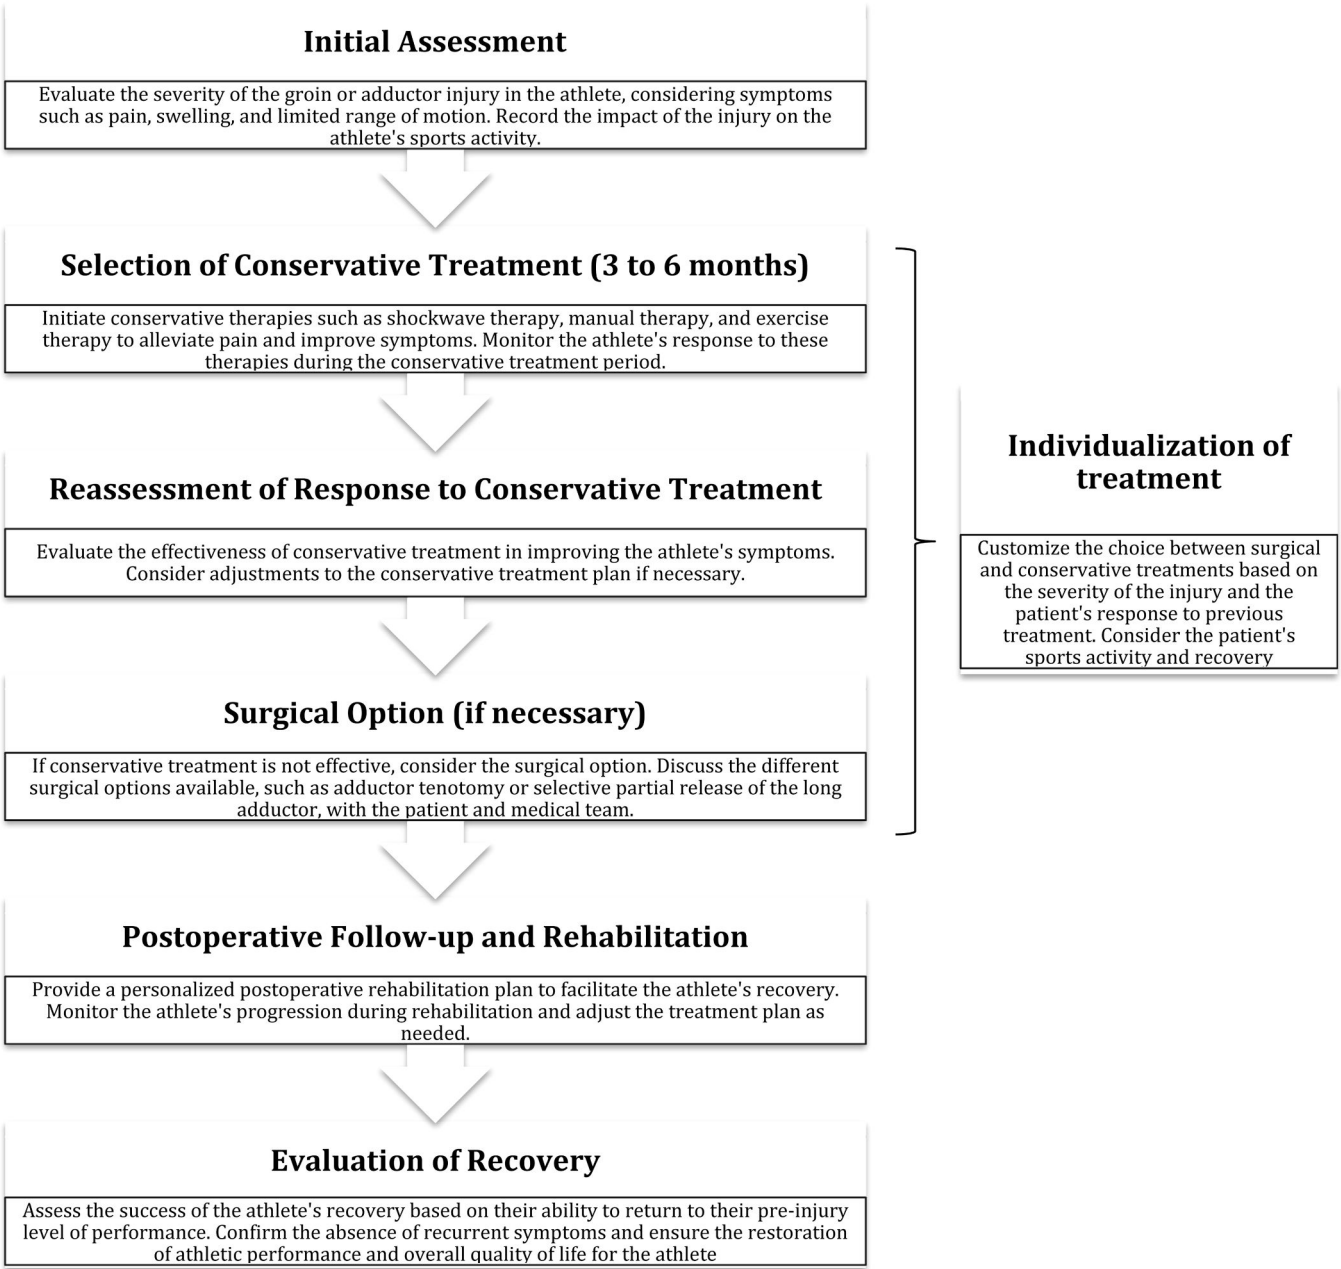 Initial Assessment
Evaluate the severity of the groin or adductor injury in the athlete, considering symptoms
such as pain, swelling, and limited range of motion. Record the impact of the injury on the
athlete's sports activity.
Selection of Conservative Treatment (3 to 6 months)
Initiate conservative therapies such as shockwave therapy, manual therapy, and exercise
therapy to alleviate pain and improve symptoms. Monitor the athlete's response to these
therapies during the conservative treatment period.
Reassessment of Response to Conservative Treatment
Evaluate the effectiveness of conservative treatment in improving the athlete's symptoms.
Consider adjustments to the conservative treatment plan if necessary.
Surgical Option (if necessary)
If conservative treatment is not effective, consider the surgical option. Discuss the different
surgical options available, such as adductor tenotomy or selective partial release of the long
adductor, with the patient and medical team.
Postoperative Follow-up and Rehabilitation
Provide a personalized postoperative rehabilitation plan to facilitate the athlete's recovery.
Monitor the athlete's progression during rehabilitation and adjust the treatment plan as
needed.
Evaluation of Recovery
Assess the success of the athlete's recovery based on their ability to return to their pre-injury
level of performance. Confirm the absence of recurrent symptoms and ensure the restoration
of athletic performance and overall quality of life for the athlete
Individualization of
treatment
Customize the choice between surgical
and conservative treatments based on
the severity of the injury and the
patient's response to previous
treatment. Consider the patient's
sports activity and recovery